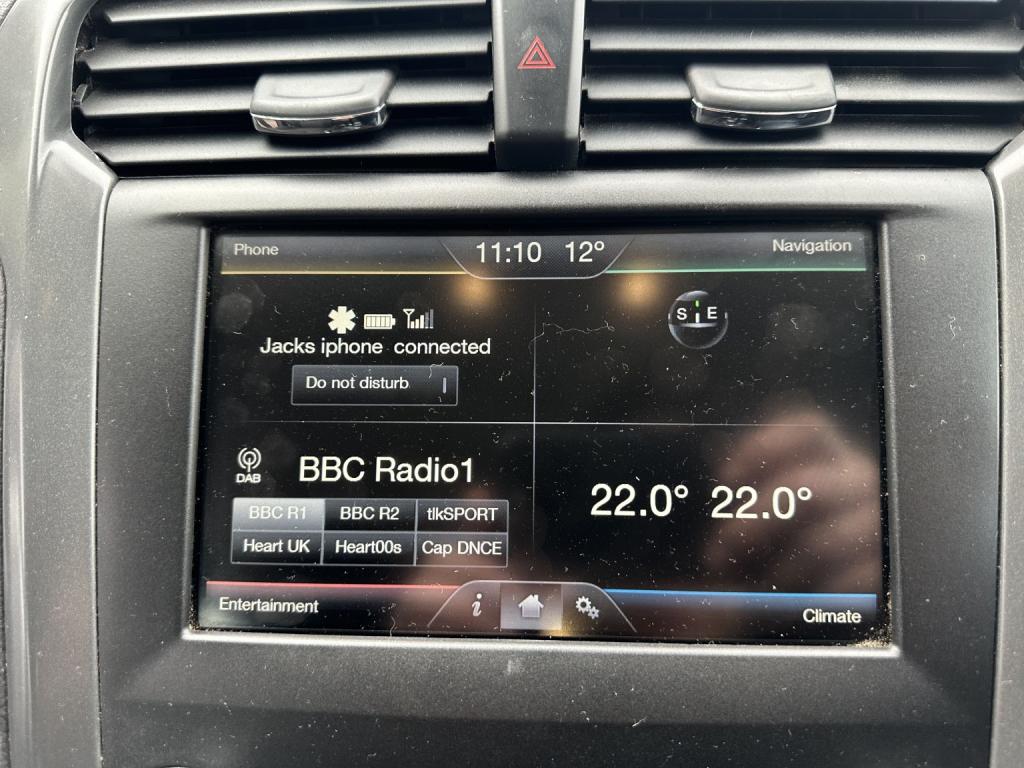 Phone
11:10 12°
Navigation
Jacks iphone connected
Do not disturb
S E
DAB
BBC Radio1
BBC R1 BBC R2 tlkSPORT
Heart UK Heart00s Cap DNCE
22.0° 22.0°
Entertainment
i
Climate